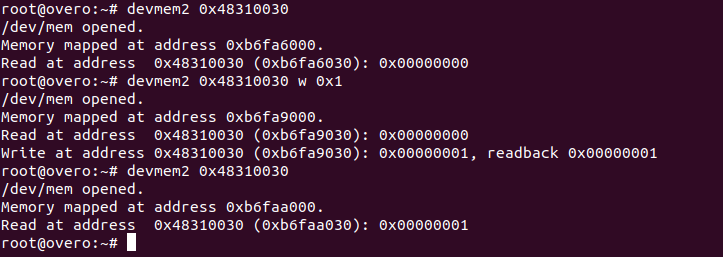 root@overo:~# devmem2 0x48310030
/dev/mem opened.
Memory mapped at address 0xb6fa6000.
Read at address  0x48310030 (0xb6fa6030): 0x00000000
root@overo:~# devmem2 0x48310030 w 0x1
/dev/mem opened.
Memory mapped at address 0xb6fa9000.
Read at address  0x48310030 (0xb6fa9030): 0x00000000
Write at address 0x48310030 (0xb6fa9030): 0x00000001, readback 0x00000001
root@overo:~# devmem2 0x48310030
/dev/mem opened.
Memory mapped at address 0xb6faa000.
Read at address  0x48310030 (0xb6faa030): 0x00000001
root@overo:~#